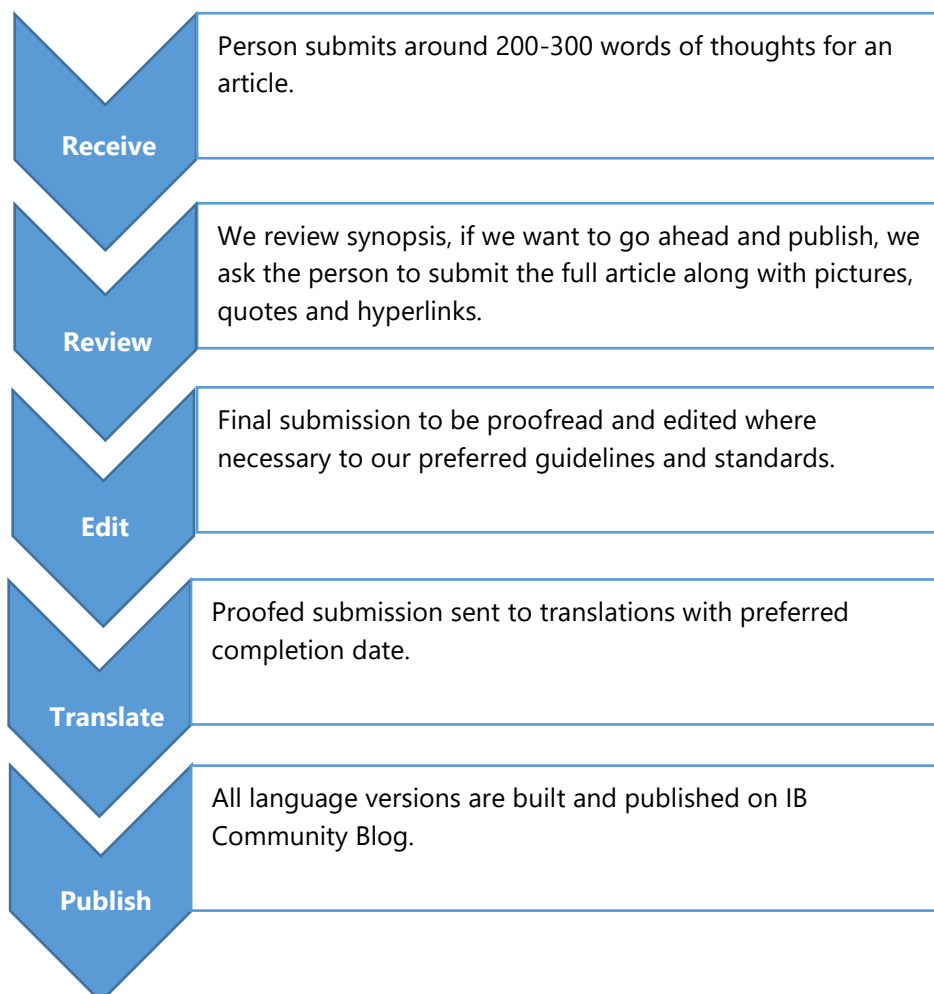 Person submits around 200-300 words of thoughts for an
article.
Receive
We review synopsis, if we want to go ahead and publish, we
ask the person to submit the full article along with pictures,
quotes and hyperlinks.
Review
Final submission to be proofread and edited where
necessary to our preferred guidelines and standards.
Edit
Proofed submission sent to translations with preferred
completion date.
Translate
All language versions are built and published on IB
Community Blog.
Publish